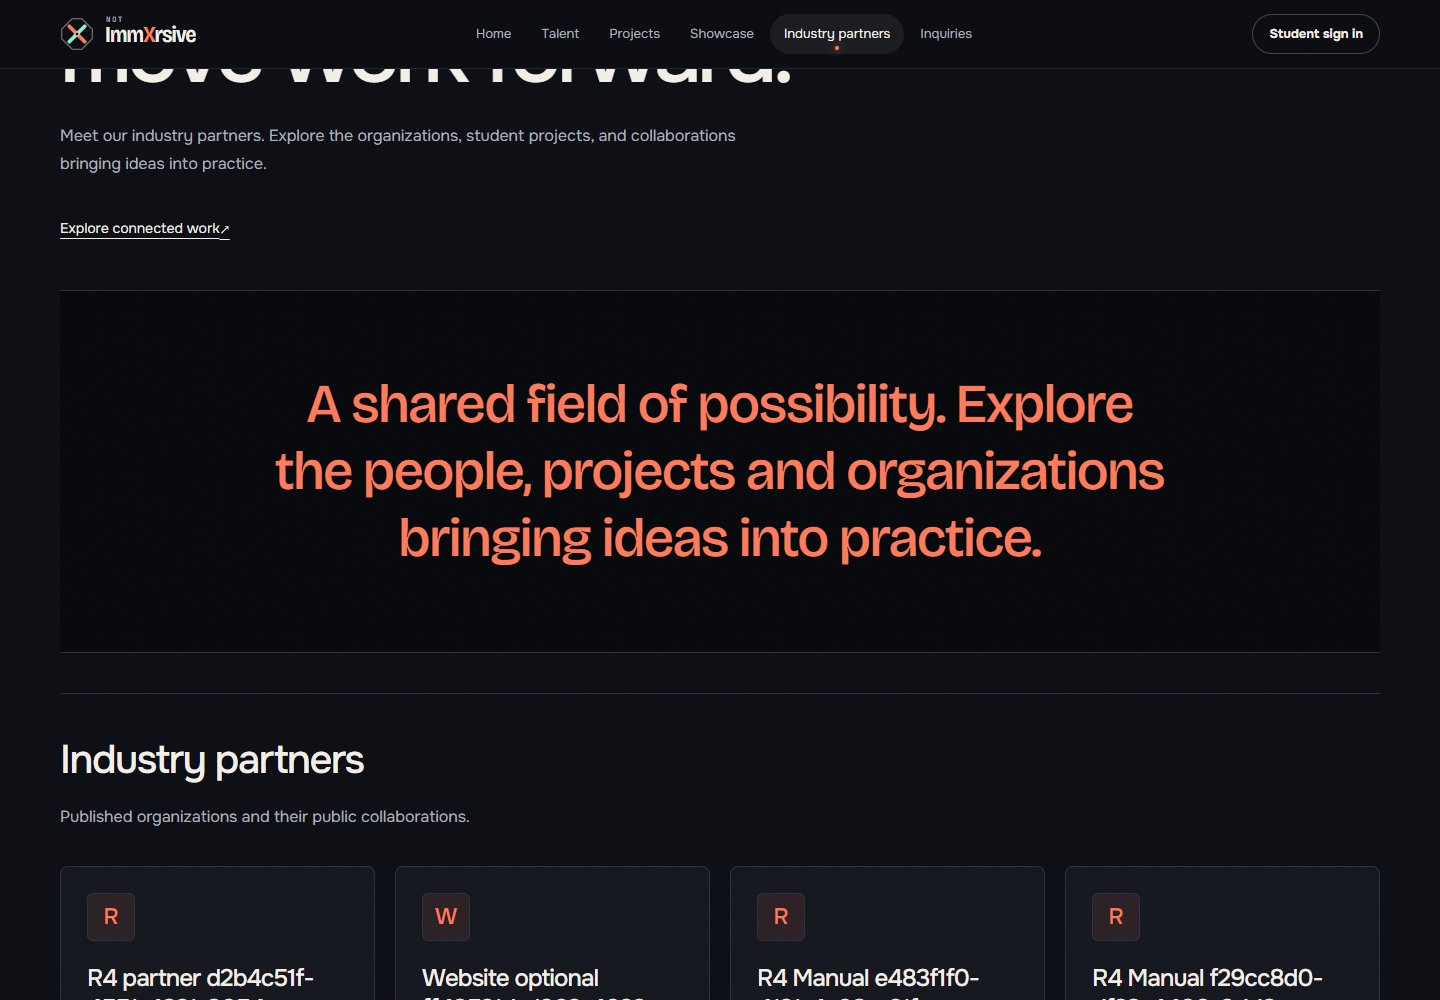 NOT
ImmXrsive
Home
Talent
Projects
Showcase
Industry partners
Inquiries
Student sign in
move work forward.
Meet our industry partners. Explore the organizations, student projects, and collaborations
bringing ideas into practice.
Explore connected work↗
A shared field of possibility. Explore
the people, projects and organizations
bringing ideas into practice.
Industry partners
Published organizations and their public collaborations.
R
R4 partner d2b4c51f-
W
Website optional
R
R4 Manual e483f1f0-
R
R4 Manual f29cc8d0-